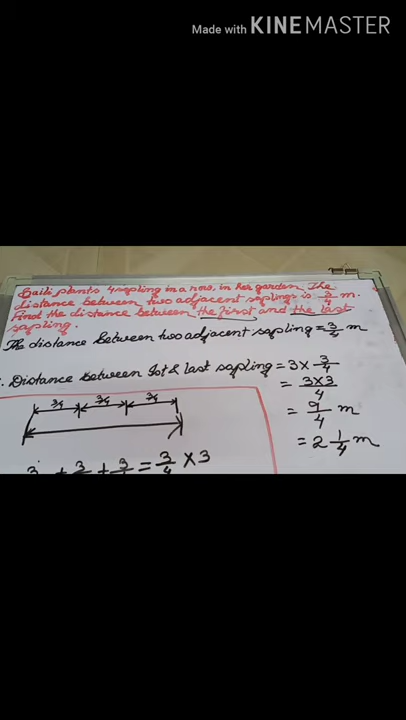 Made with KINEMASTER
Saili plants 4 sapling in a row, in her garden. The
distance between two adjacent saplings is 3/4 m.
Find the distance between the first and the last
sapling.
The distance between two adjacent sapling = 3/4 m
Distance between 1st & last sapling = 3 × 3/4
= 3×3/4
= 9/4 m
= 2 1/4 m
3/4 3/4 3/4
3 + 3 + 3 = 3/4 × 3